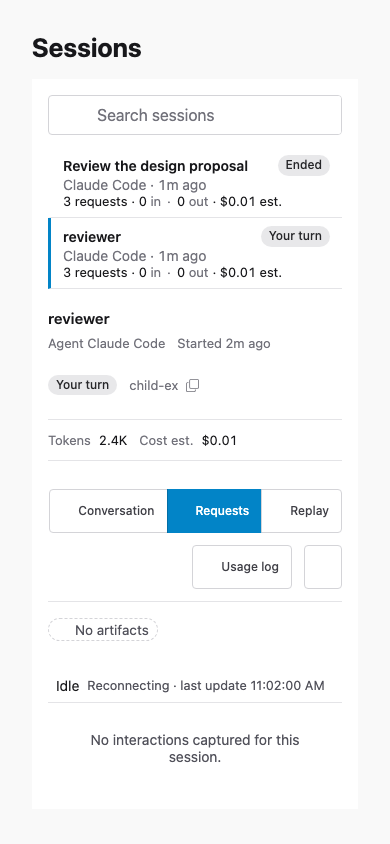 Sessions
Search sessions
Review the design proposal Ended
Claude Code · 1m ago
3 requests · 0 in · 0 out · $0.01 est.
reviewer Your turn
Claude Code · 1m ago
3 requests · 0 in · 0 out · $0.01 est.
reviewer
Agent Claude Code Started 2m ago
Your turn child-ex
Tokens 2.4K Cost est. $0.01
Conversation Requests Replay
Usage log
No artifacts
Idle Reconnecting · last update 11:02:00 AM
No interactions captured for this
session.